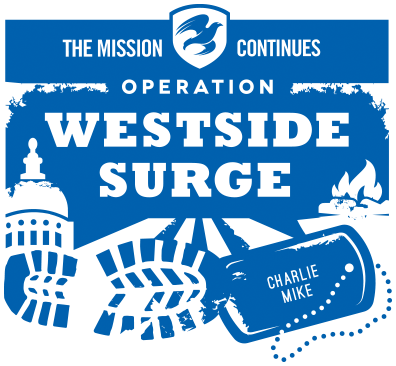 THE MISSION CONTINUES
OPERATION
WESTSIDE
SURGE
CHARLIE
MIKE